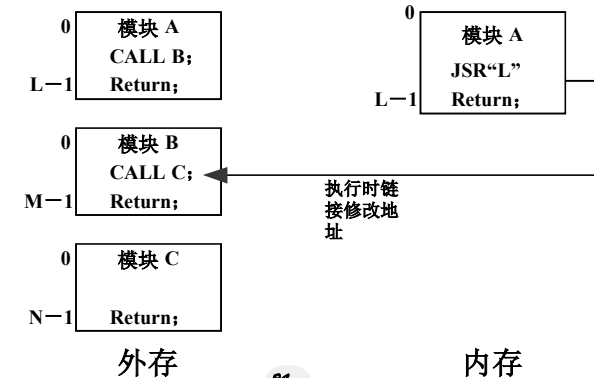 0
模块 A
CALL B；
L－1
Return；
0
模块 B
CALL C；
M－1
Return；
0
模块 C
N－1
Return；
外存
0
模块 A
JSR“L”
L－1
Return；
执行时链
接修改地
址
内存